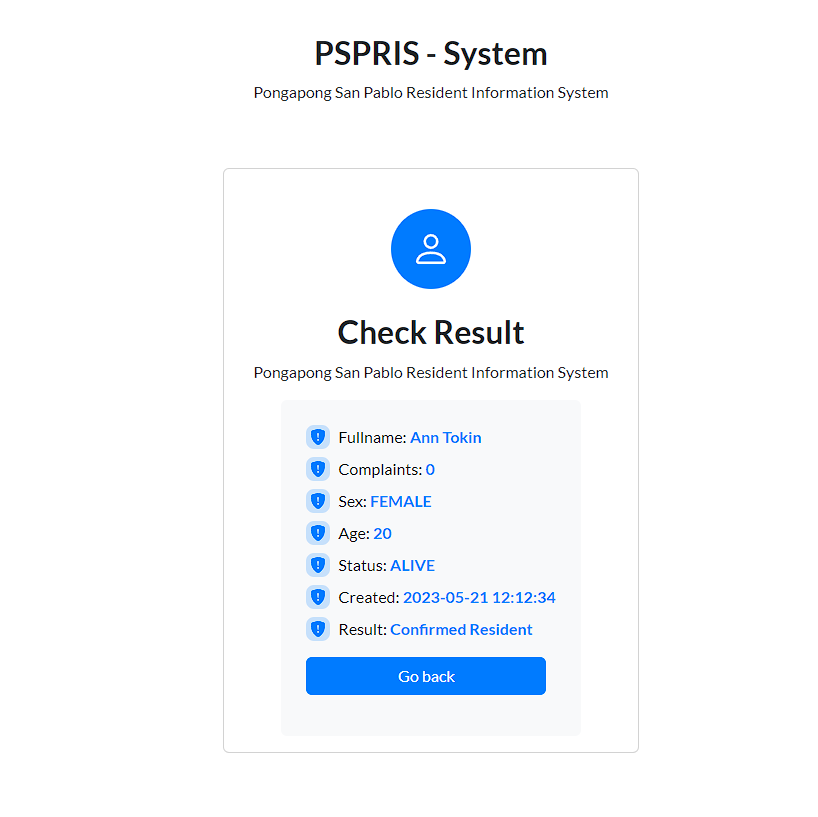 PSPRIS - System
Pongapong San Pablo Resident Information System
Check Result
Pongapong San Pablo Resident Information System
Fullname: Ann Tokin
Complaints: 0
Sex: FEMALE
Age: 20
Status: ALIVE
Created: 2023-05-21 12:12:34
Result: Confirmed Resident
Go back